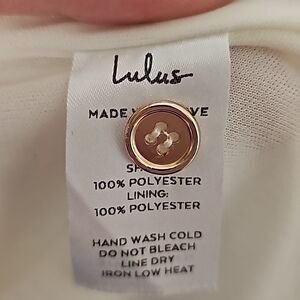 Lulus
MADE
100% POLYESTER
LINING:
100% POLYESTER
HAND WASH COLD
DO NOT BLEACH
LINE DRY
IRON LOW HEAT